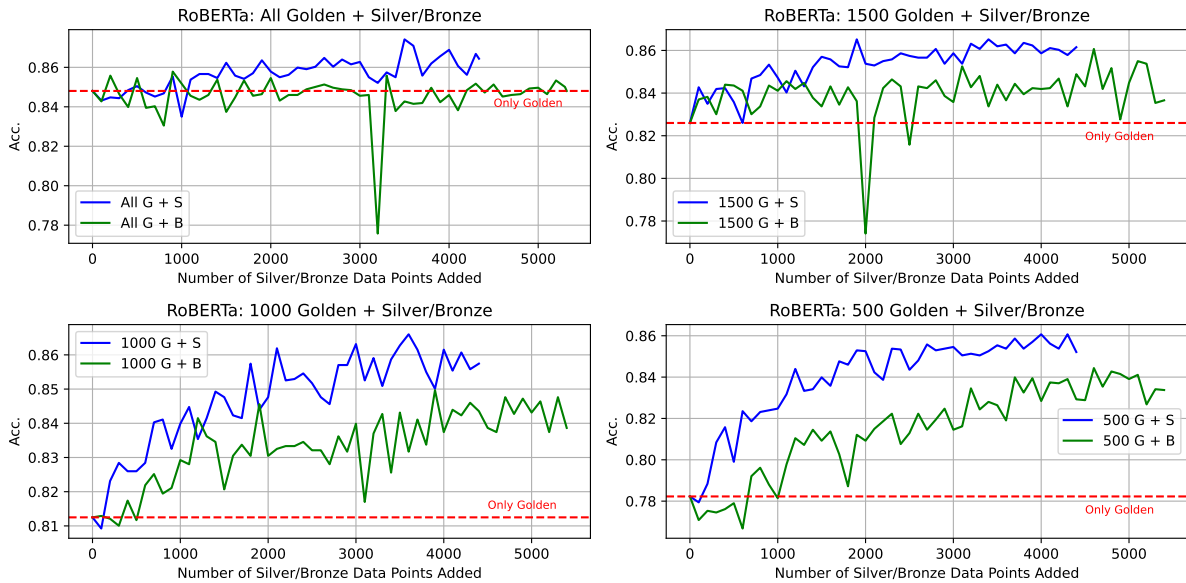 RoBERTa: All Golden + Silver/Bronze
Acc.
0.86
0.84
0.82
0.80
0.78
Only Golden
All G + S
All G + B
0 1000 2000 3000 4000 5000
Number of Silver/Bronze Data Points Added
RoBERTa: 1500 Golden + Silver/Bronze
Acc.
0.86
0.84
0.82
0.80
0.78
Only Golden
1500 G + S
1500 G + B
0 1000 2000 3000 4000 5000
Number of Silver/Bronze Data Points Added
RoBERTa: 1000 Golden + Silver/Bronze
Acc.
1000 G + S
1000 G + B
0.86
0.85
0.84
0.83
0.82
0.81
Only Golden
0 1000 2000 3000 4000 5000
Number of Silver/Bronze Data Points Added
RoBERTa: 500 Golden + Silver/Bronze
Acc.
0.86
0.84
0.82
0.80
0.78
500 G + S
500 G + B
Only Golden
0 1000 2000 3000 4000 5000
Number of Silver/Bronze Data Points Added